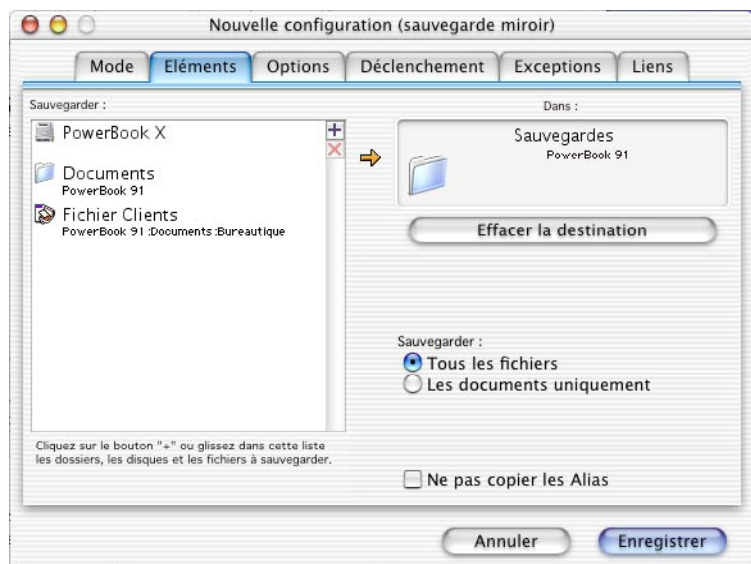 Nouvelle configuration (sauvegarde miroir)
Mode
Eléments
Options
Déclenchement
Exceptions
Liens
Sauvegarder :
PowerBook X
Documents
PowerBook 91
Fichier Clients
PowerBook 91 :Documents :Bureautique
Cliquez sur le bouton "+" ou glissez dans cette liste
les dossiers, les disques et les fichiers à sauvegarder.
Dans :
Sauvegardes
PowerBook 91
Effacer la destination
Sauvegarder :
Tous les fichiers
Les documents uniquement
Ne pas copier les Alias
Annuler
Enregistrer